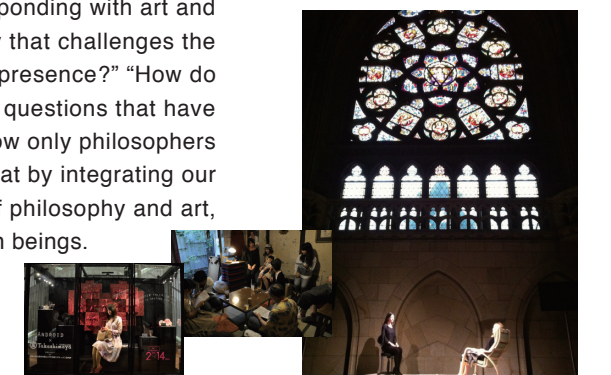 ponding with art and
that challenges the
presence?” “How do
questions that have
ow only philosophers
at by integrating our
f philosophy and art,
n beings.
ANDROID
×
Takashimaya
2-14